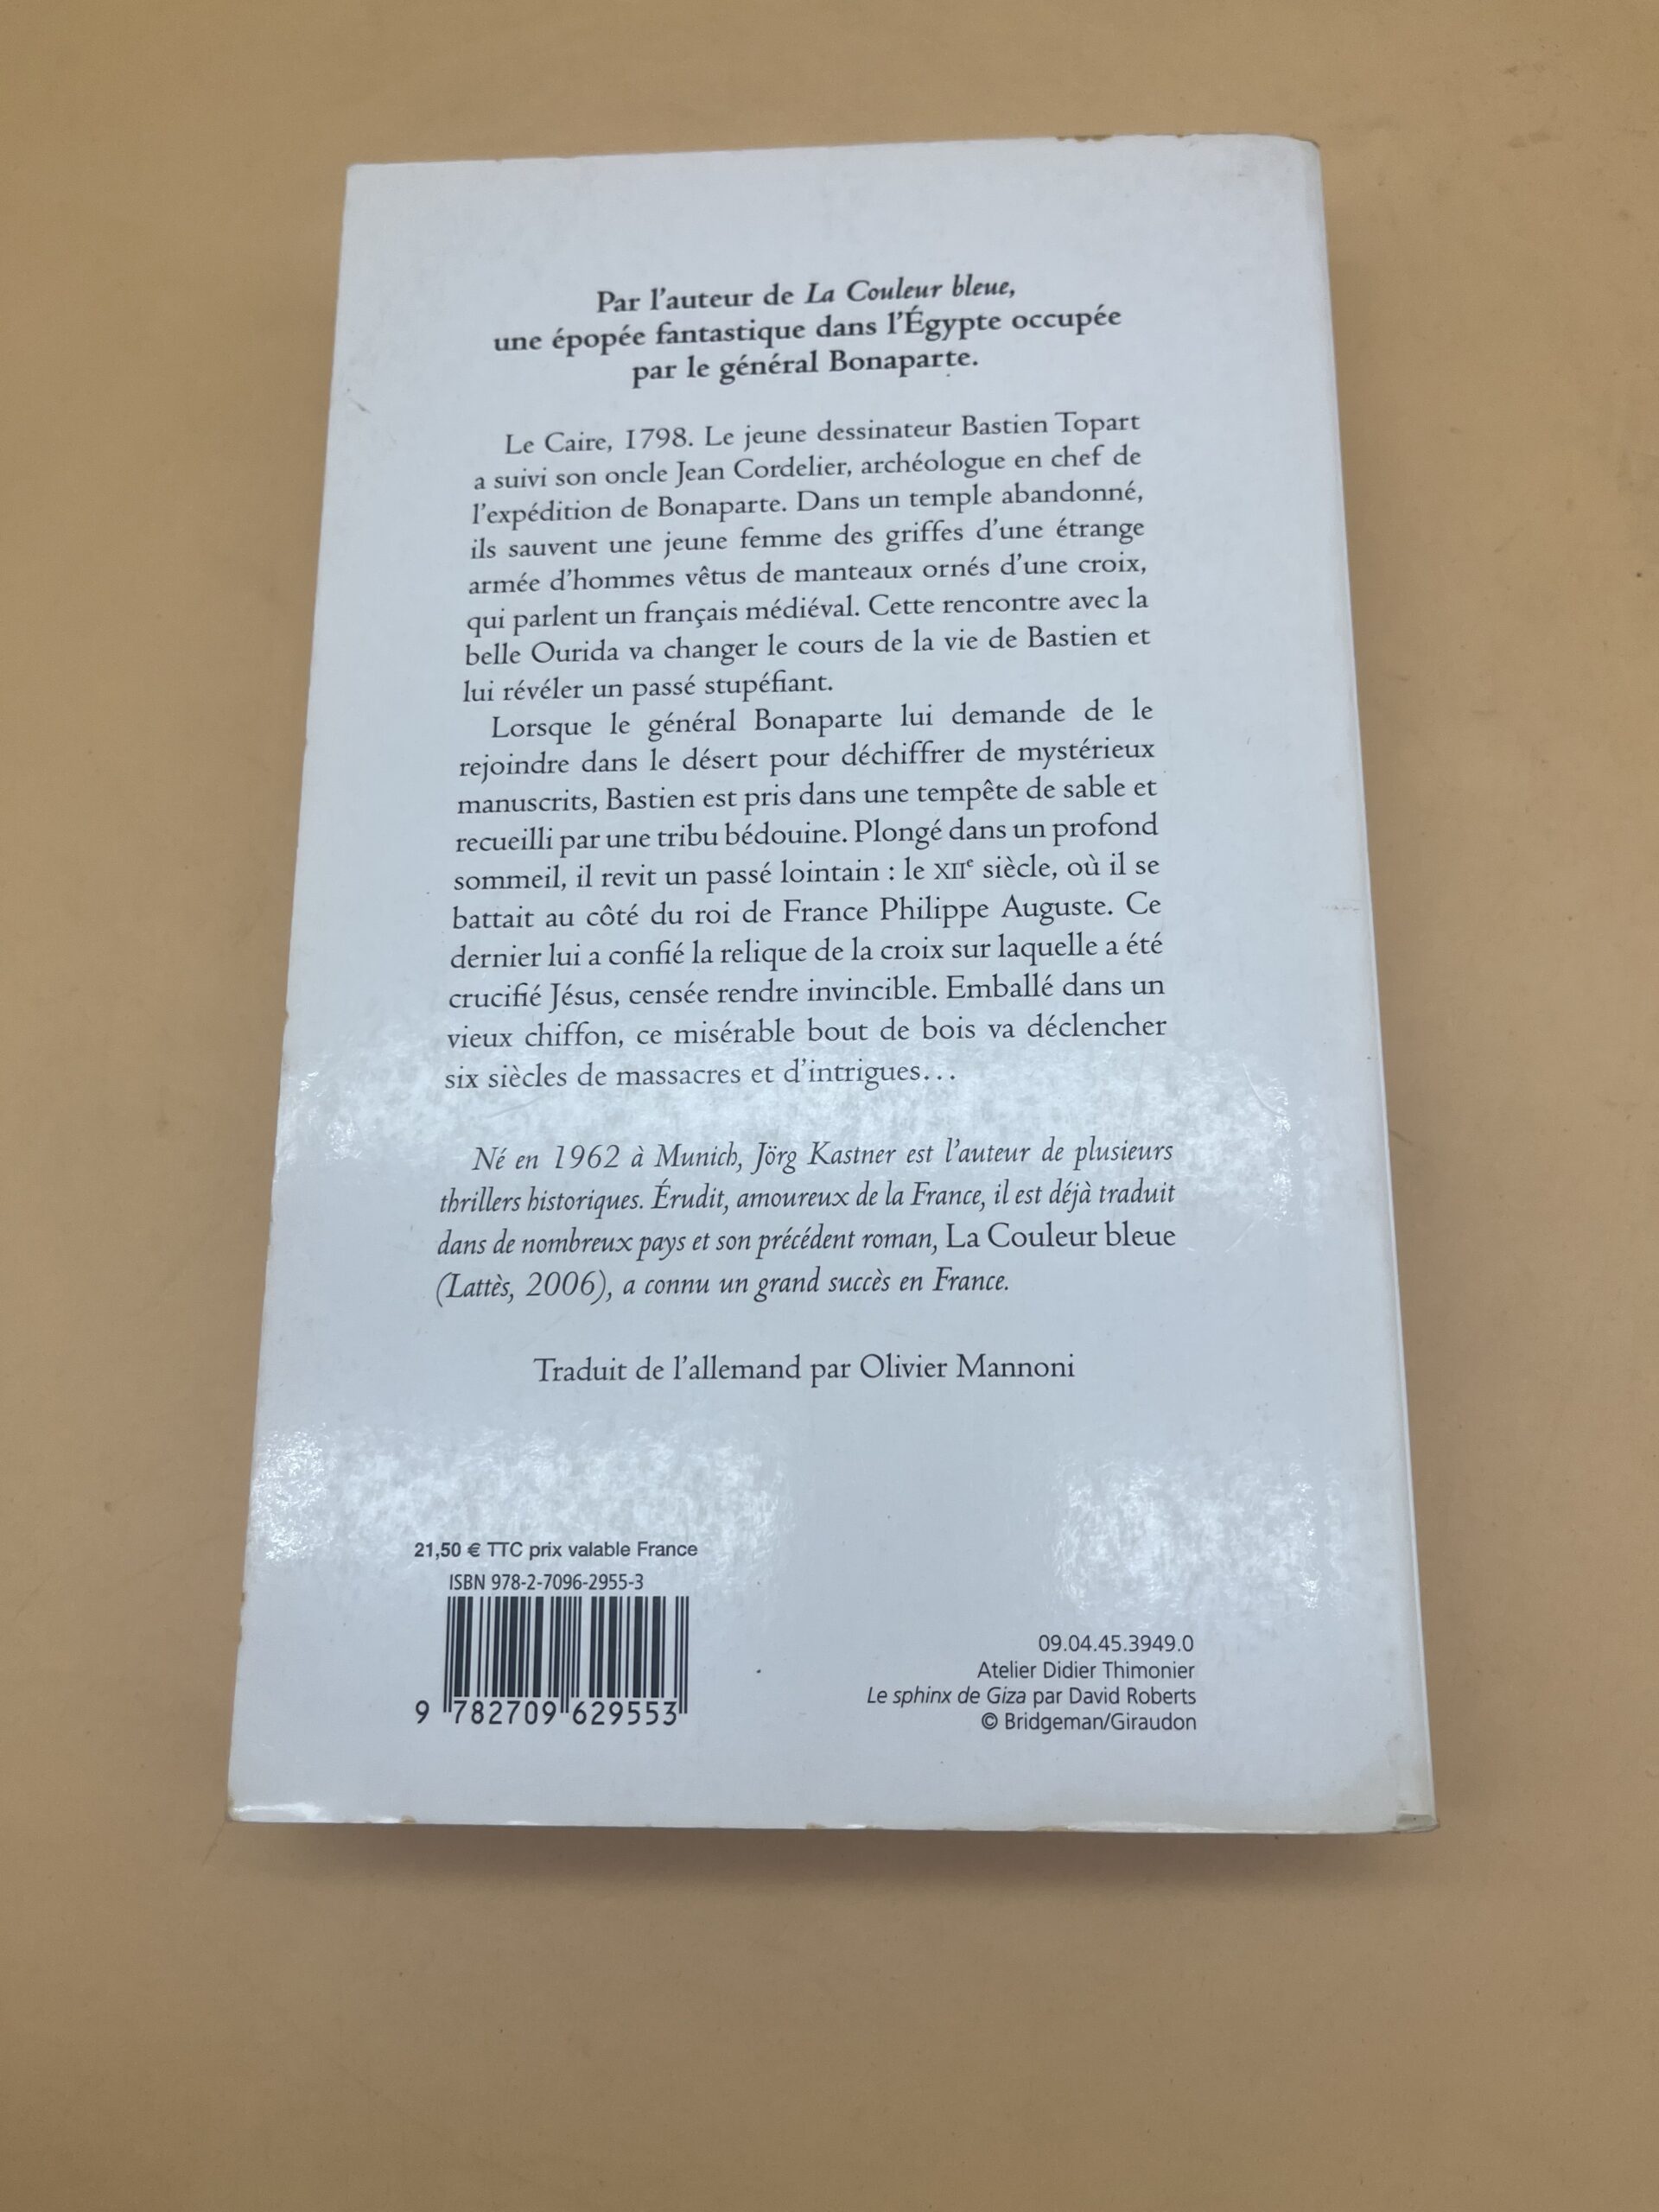 Par l'auteur de La Couleur bleue,
une épopée fantastique dans l'Égypte occupée
par le général Bonaparte.
Le Caire, 1798. Le jeune dessinateur Bastien Topart
a suivi son oncle Jean Cordelier, archéologue en chef de
l'expédition de Bonaparte. Dans un temple abandonné,
ils sauvent une jeune femme des griffes d'une étrange
armée d'hommes vêtus de manteaux ornés d'une croix,
qui parlent un français médiéval. Cette rencontre avec la
belle Ourida va changer le cours de la vie de Bastien et
lui révéler un passé stupéfiant.
Lorsque le général Bonaparte lui demande de le
rejoindre dans le désert pour déchiffrer de mystérieux
manuscrits, Bastien est pris dans une tempête de sable et
recueilli par une tribu bédouine. Plongé dans un profond
sommeil, il revit un passé lointain : le XIIe siècle, où il se
battait au côté du roi de France Philippe Auguste. Ce
dernier lui a confié la relique de la croix sur laquelle a été
crucifié Jésus, censée rendre invincible. Emballé dans un
vieux chiffon, ce misérable bout de bois va déclencher
six siècles de massacres et d'intrigues...
Né en 1962 à Munich, Jörg Kastner est l'auteur de plusieurs
thrillers historiques. Érudit, amoureux de la France, il est déjà traduit
dans de nombreux pays et son précédent roman, La Couleur bleue
(Lattès, 2006), a connu un grand succès en France.
Traduit de l'allemand par Olivier Mannoni
21,50 € TTC prix valable France
ISBN 978-2-7096-2955-3
9 782709 629553
09.04.45.3949.0
Atelier Didier Thimonier
Le sphinx de Giza par David Roberts
© Bridgeman/Giraudon